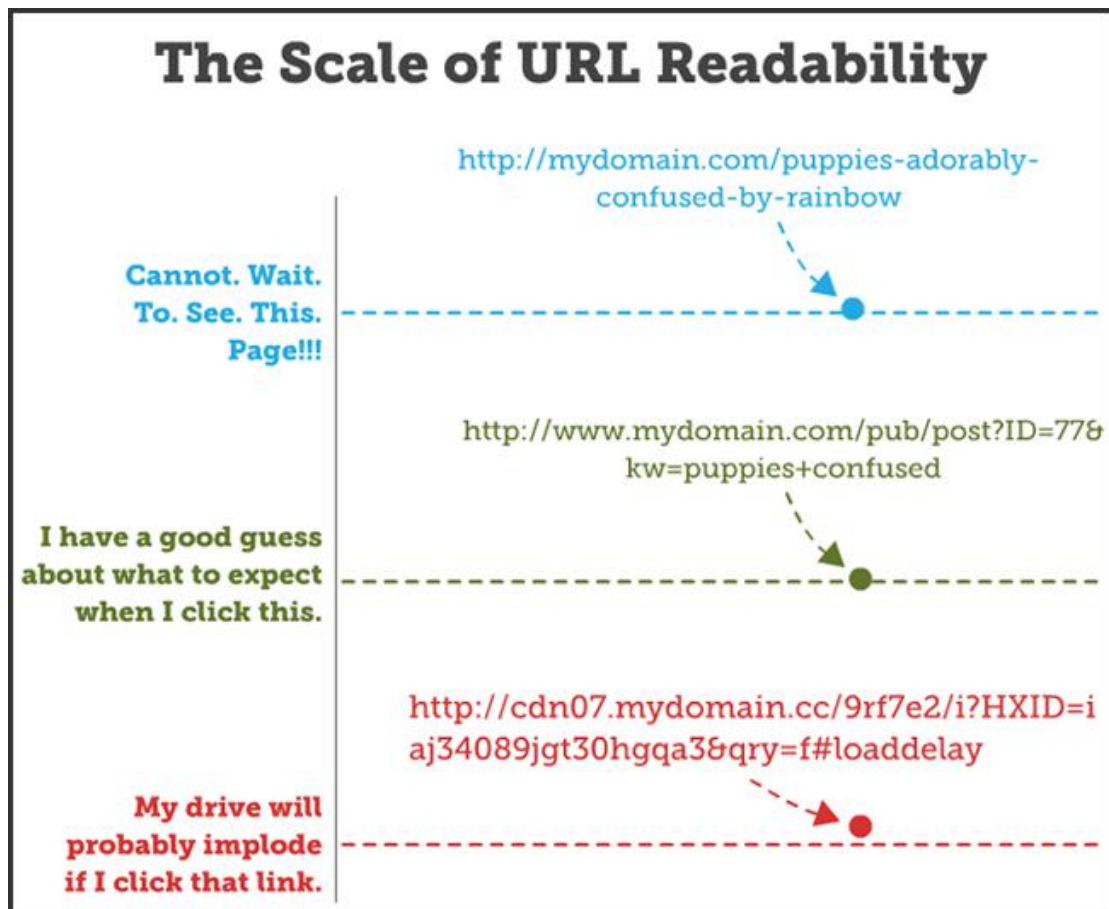 The Scale of URL Readability
http://mydomain.com/puppies-adorably-
confused-by-rainbow
Cannot. Wait.
To. See. This.
Page!!!
http://www.mydomain.com/pub/post?ID=77&
kw=puppies+confused
I have a good guess
about what to expect
when I click this.
http://cdn07.mydomain.cc/9rf7e2/i?HXID=i
aj34089jgt30hgqa3&qry=f#loaddelay
My drive will
probably implode
if I click that link.